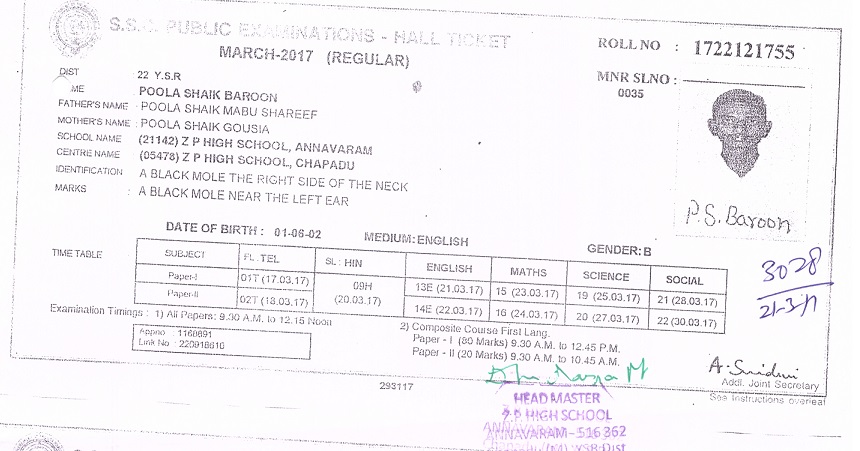 S.S.C. PUBLIC EXAMINATIONS - HALL TICKET
MARCH-2017 (REGULAR)
ROLL NO : 1722121755
MNR SLNO :
0035
DIST 22 Y.S.R
ME POOLA SHAIK BAROON
FATHER'S NAME : POOLA SHAIK MABU SHAREEF
MOTHER'S NAME : POOLA SHAIK GOUSIA
SCHOOL NAME (21142) Z P HIGH SCHOOL, ANNAVARAM
CENTRE NAME (05478) Z P HIGH SCHOOL, CHAPADU
IDENTIFICATION A BLACK MOLE THE RIGHT SIDE OF THE NECK
MARKS : A BLACK MOLE NEAR THE LEFT EAR
P.S. Baroon
DATE OF BIRTH : 01-06-02 MEDIUM: ENGLISH GENDER: B
TIME TABLE
SUBJECT FL: TEL SL: HIN ENGLISH MATHS SCIENCE SOCIAL
Paper-I 01T (17.03.17) 09H (20.03.17) 13E (21.03.17) 15 (23.03.17) 19 (25.03.17) 21 (28.03.17)
Paper-II 02T (18.03.17) 14E (22.03.17) 16 (24.03.17) 20 (27.03.17) 22 (30.03.17)
3028
21-3-17
Examination Timings : 1) All Papers: 9.30 A.M. to 12.15 Noon
2) Composite Course First Lang.
Paper - I (80 Marks) 9.30 A.M. to 12.45 P.M.
Paper - II (20 Marks) 9.30 A.M. to 10.45 A.M.
Appno : 1168891
Link No : 220918610
293117
Addl. Joint Secretary
See Instructions overleaf
HEAD MASTER
Z.P. HIGH SCHOOL
ANNAVARAM - 516 362
Chapadu (M) YSR Dist